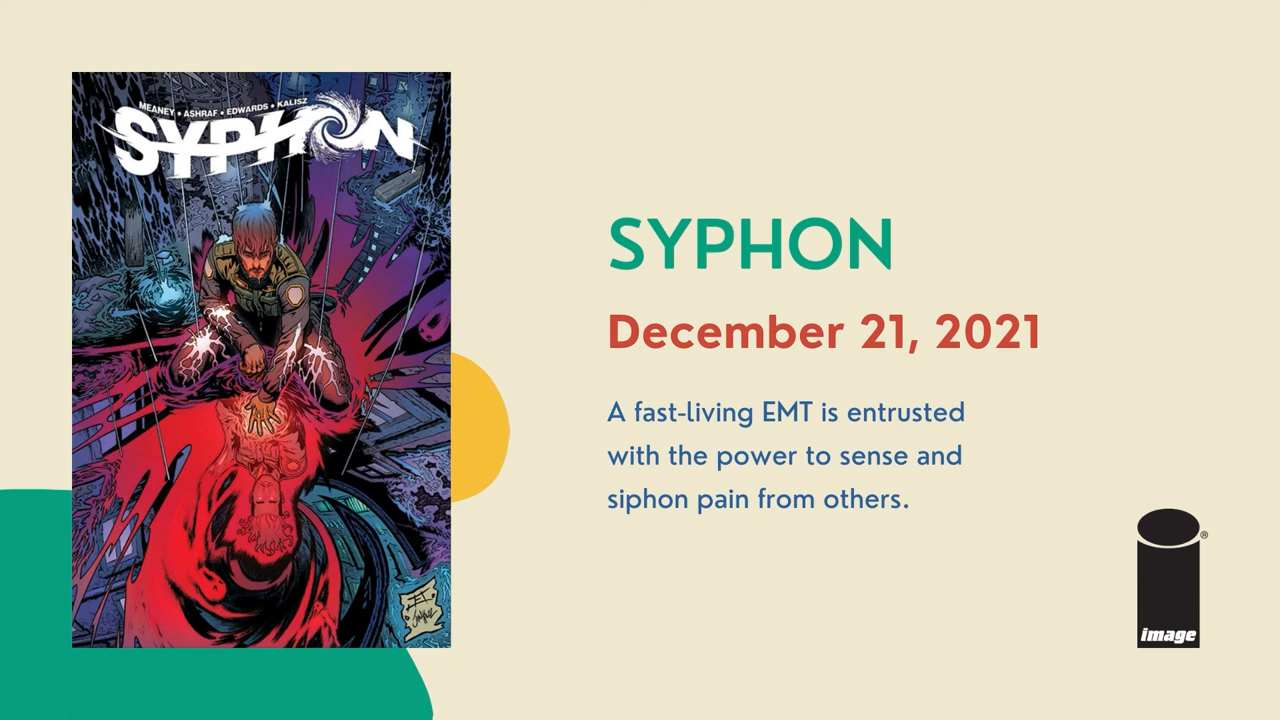 MEANEY • ASHRAF • EDWARDS • KALISZ
SYPHON
SYPHON
December 21, 2021
A fast-living EMT is entrusted
with the power to sense and
siphon pain from others.
®
image